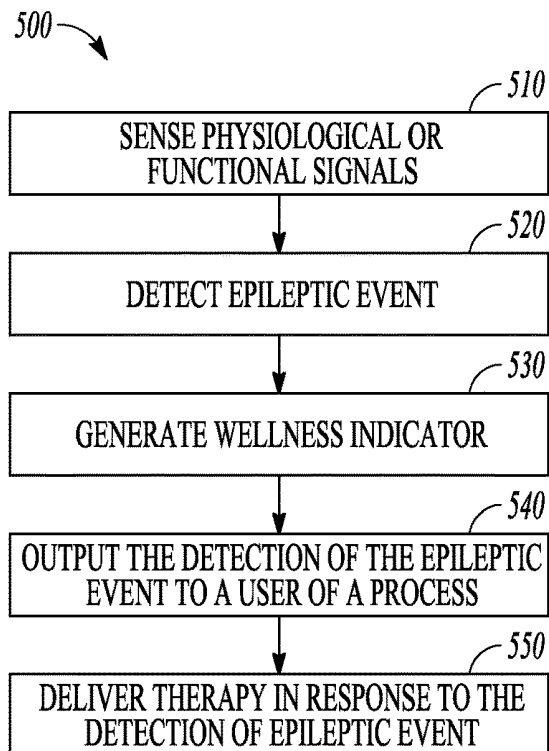 500
510
SENSE PHYSIOLOGICAL OR
FUNCTIONAL SIGNALS
520
DETECT EPILEPTIC EVENT
530
GENERATE WELLNESS INDICATOR
540
OUTPUT THE DETECTION OF THE EPILEPTIC
EVENT TO A USER OF A PROCESS
550
DELIVER THERAPY IN RESPONSE TO THE
DETECTION OF EPILEPTIC EVENT